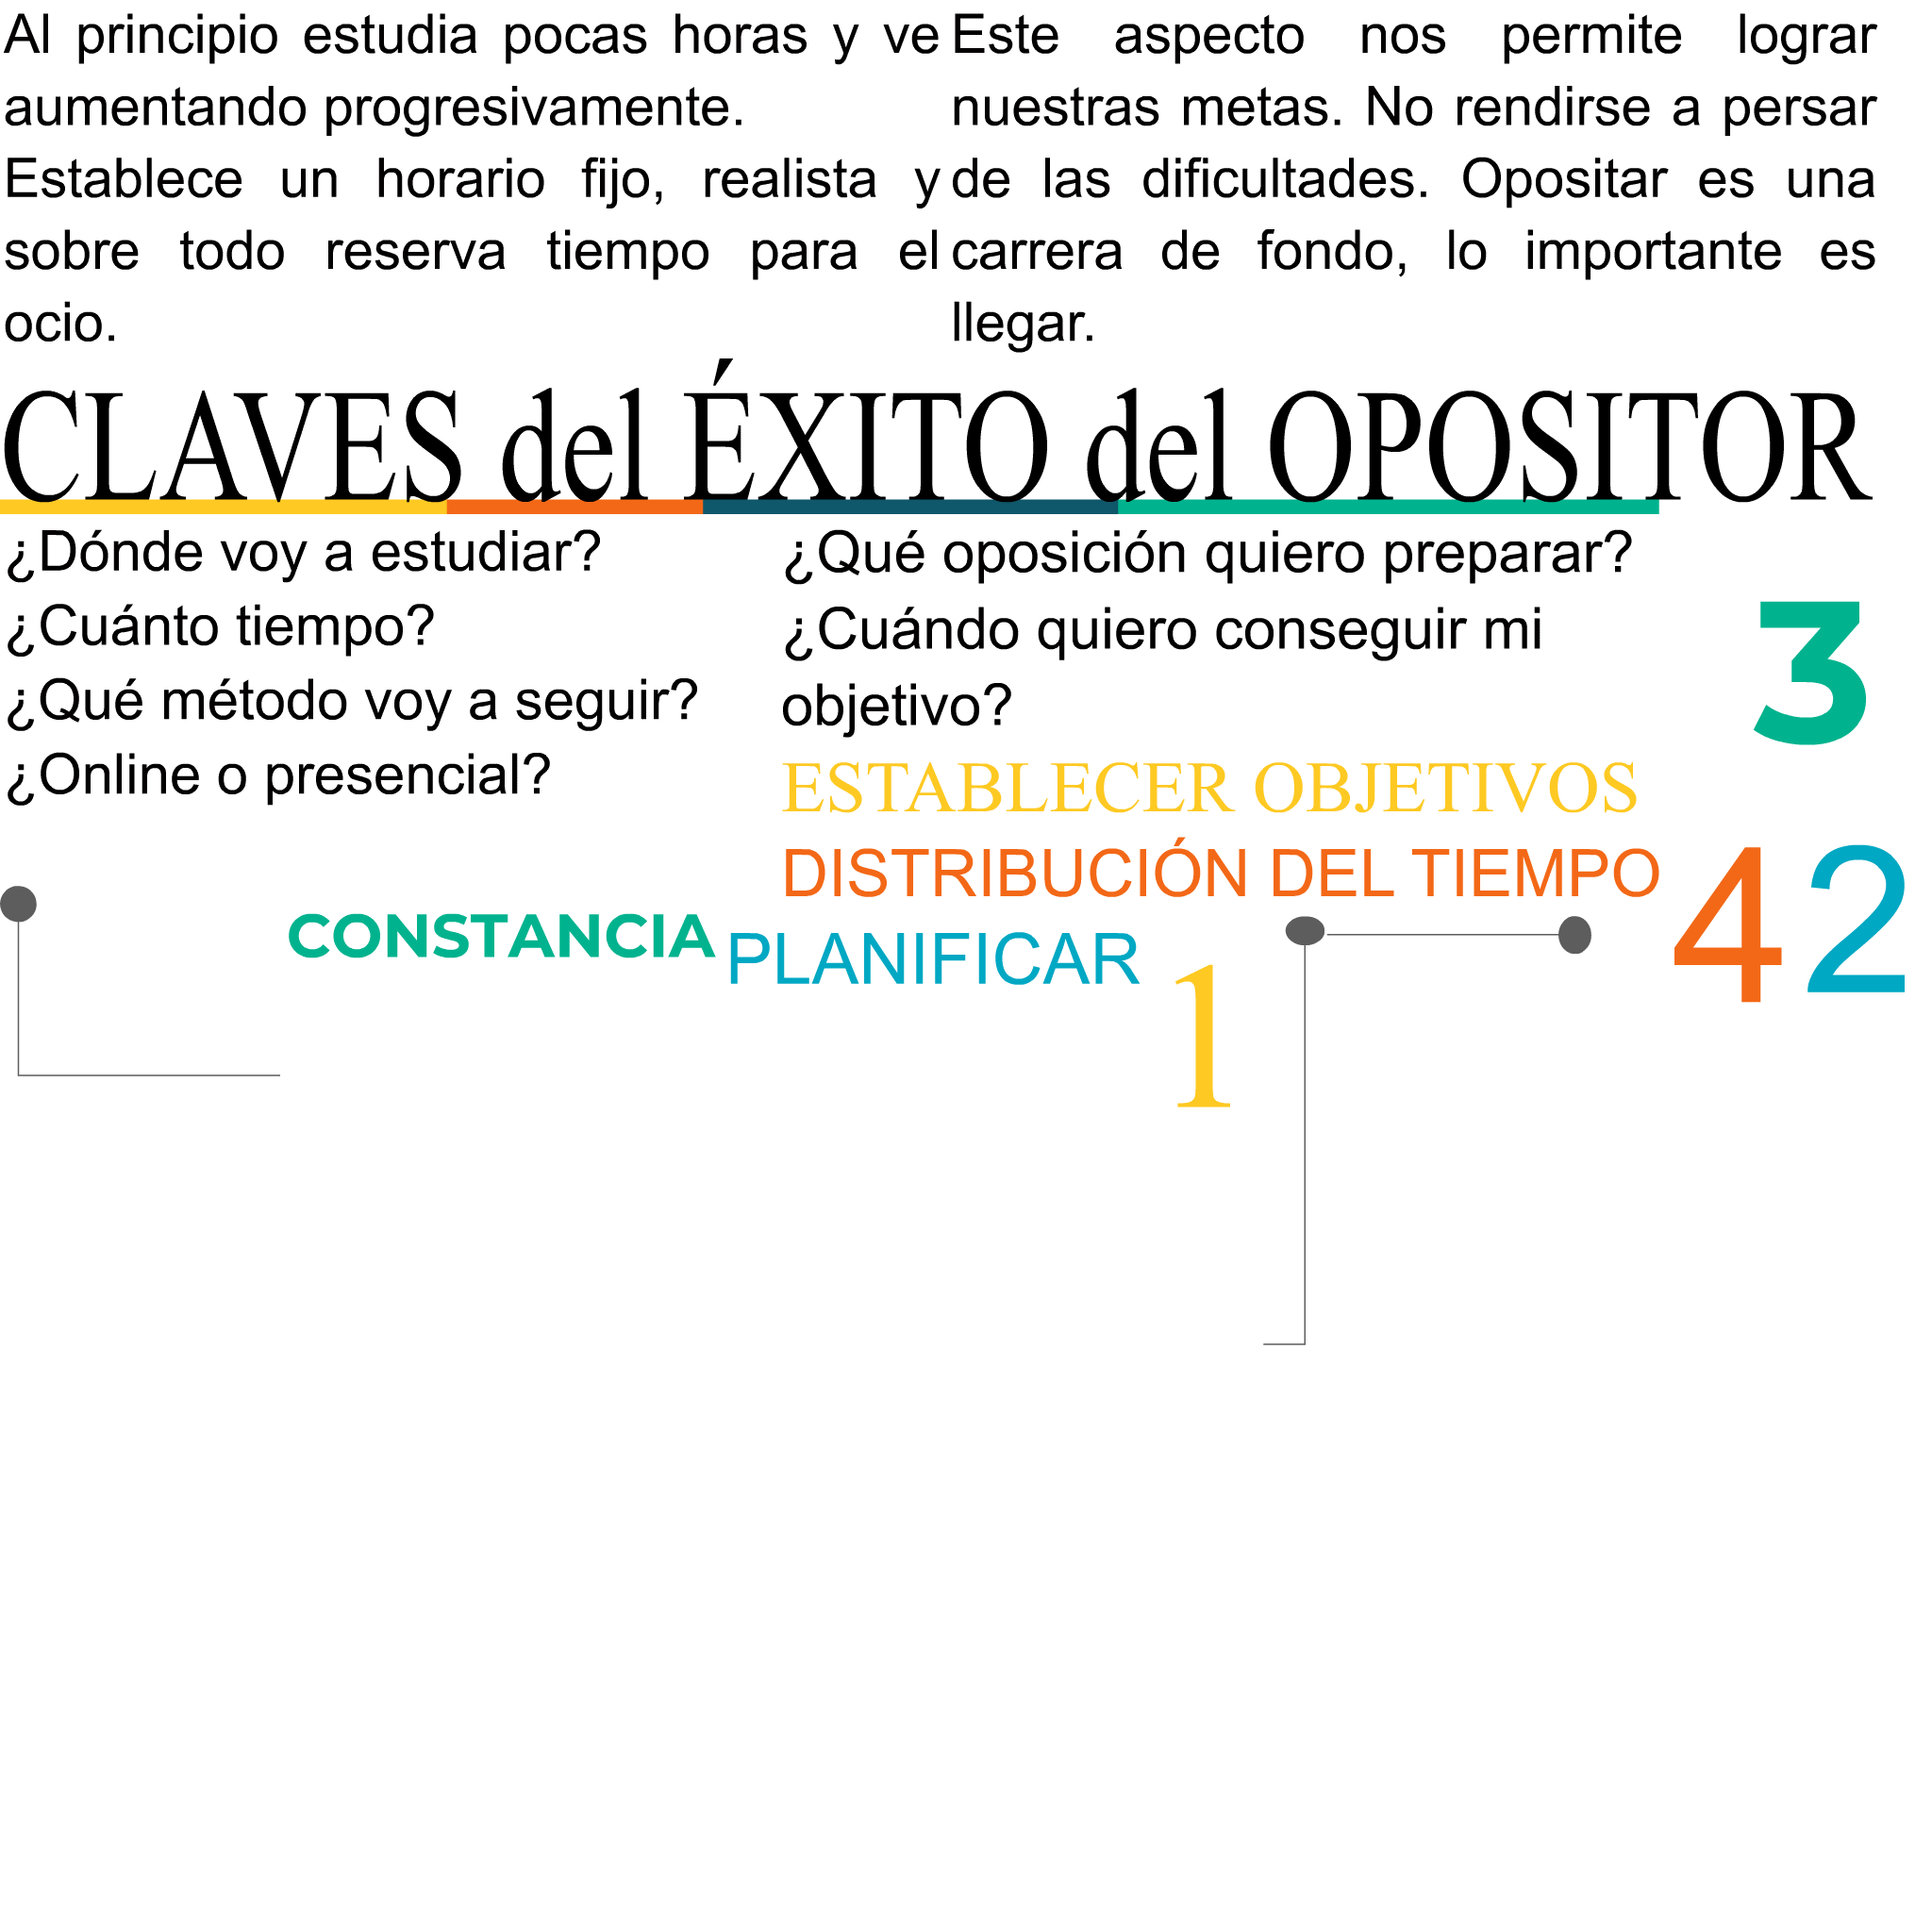 Al principio estudia pocas horas y ve
aumentando progresivamente.
Establece un horario fijo, realista y
sobre todo reserva tiempo para el
ocio.
Este aspecto nos permite lograr
nuestras metas. No rendirse a persar
de las dificultades. Opositar es una
carrera de fondo, lo importante es
llegar.
CLAVES del ÉXITO del OPOSITOR
¿Dónde voy a estudiar?
¿Cuánto tiempo?
¿Qué método voy a seguir?
¿Online o presencial?
¿Qué oposición quiero preparar?
¿Cuándo quiero conseguir mi
objetivo?
3
ESTABLECER OBJETIVOS
DISTRIBUCIÓN DEL TIEMPO
4
2
CONSTANCIA
PLANIFICAR
1